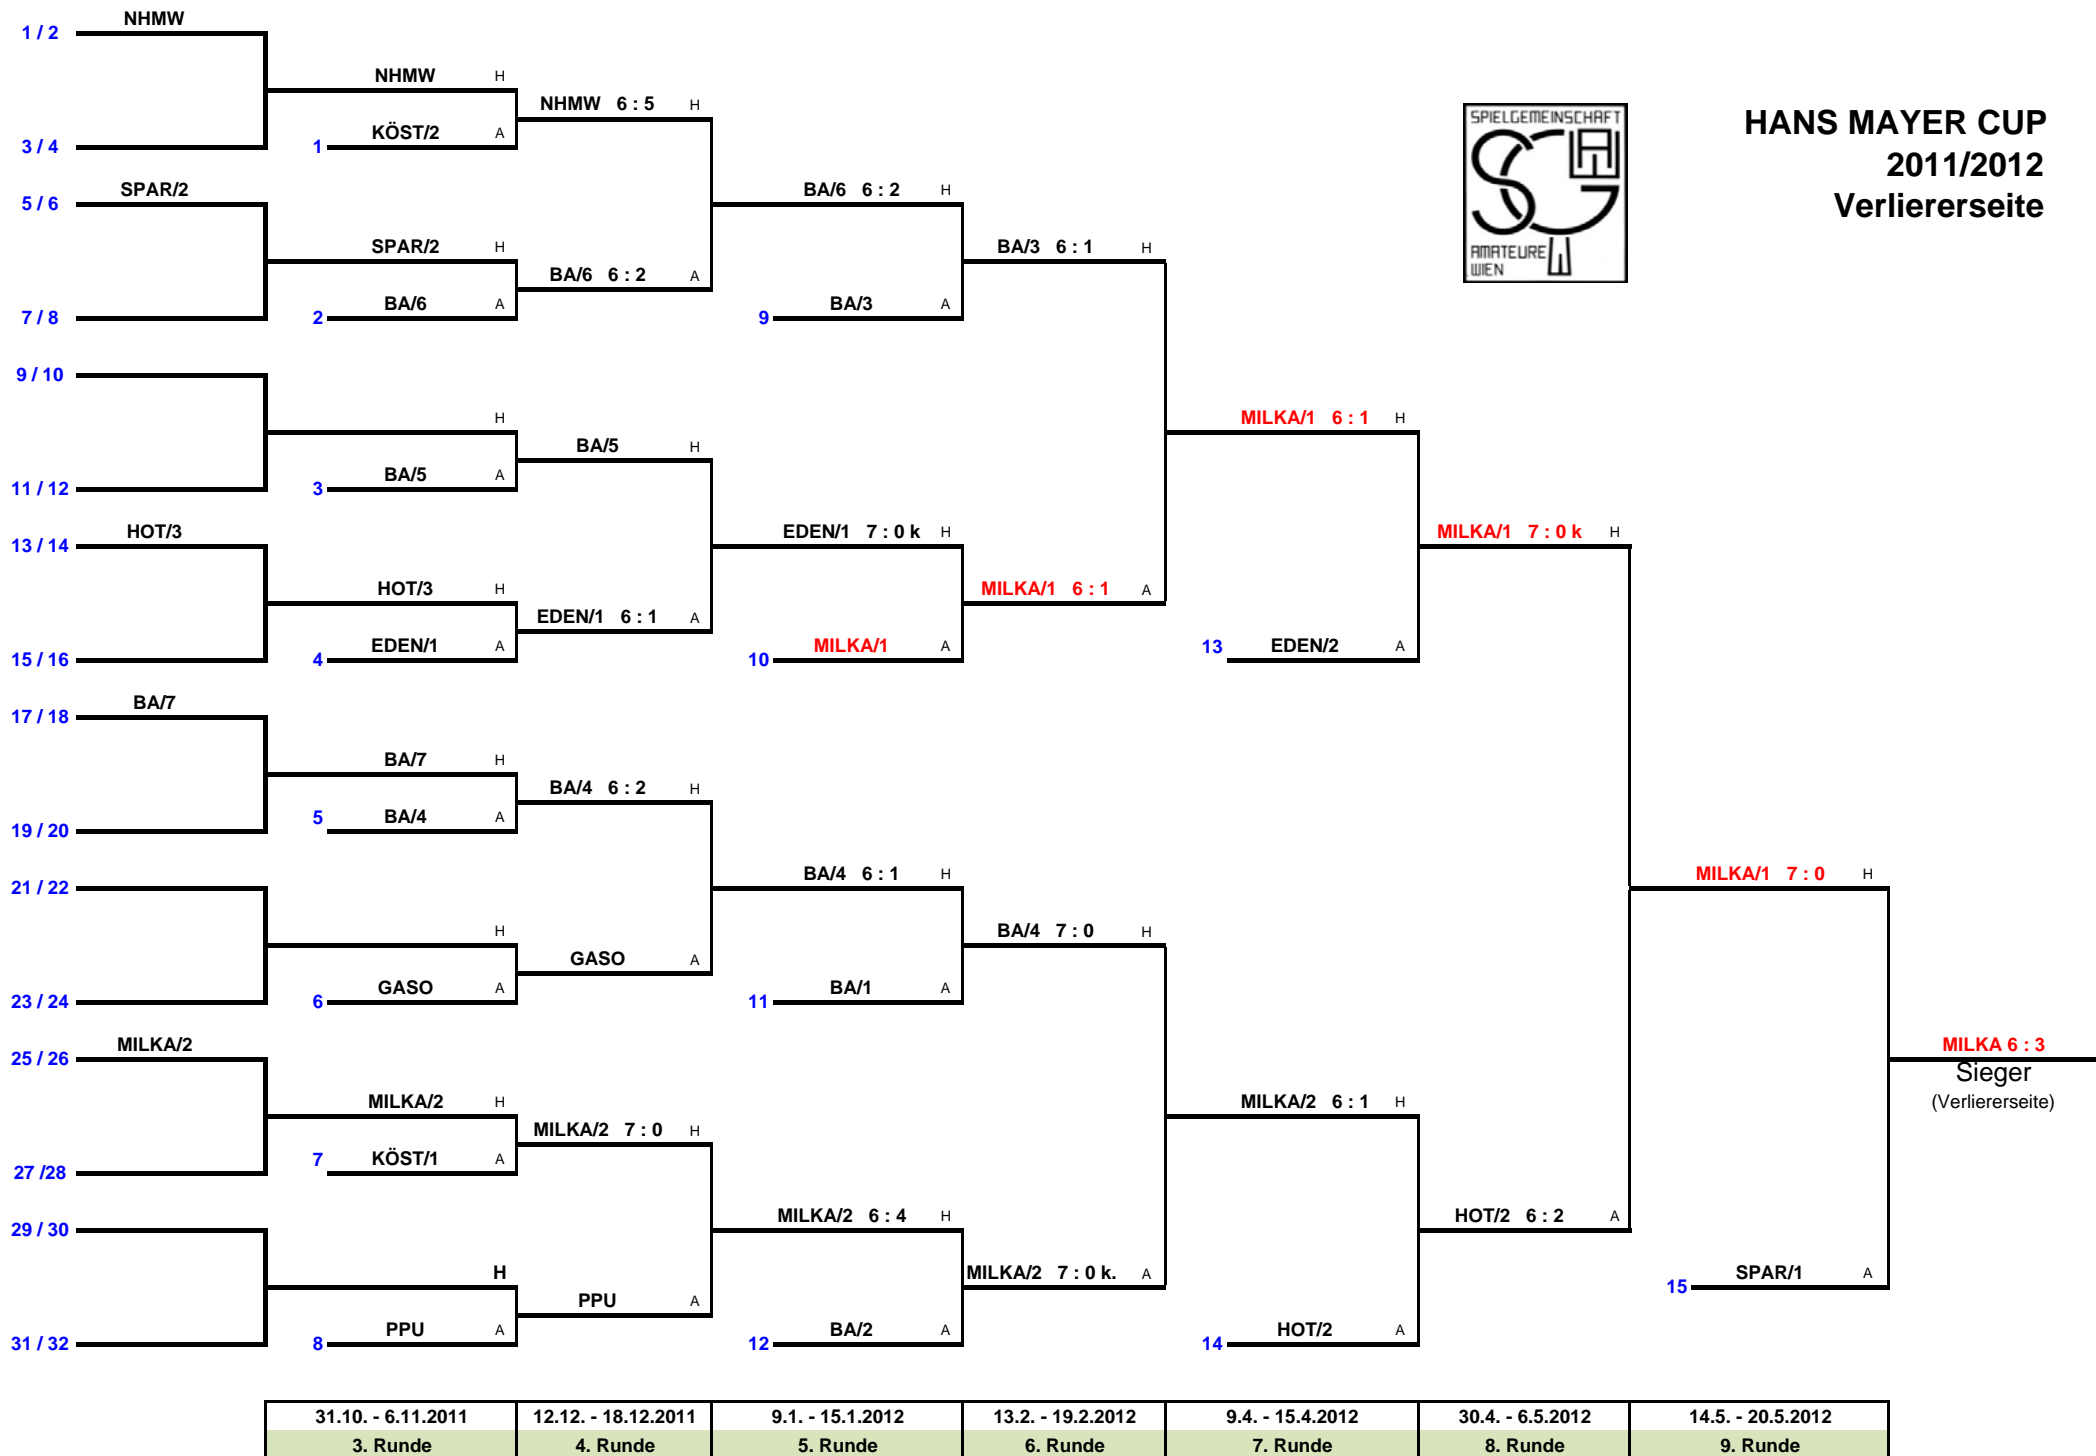 NHMW
1 / 2
NHMW H
NHMW 6 : 5 H
KÖST/2 A
3 / 4
1
SPAR/2
5 / 6
BA/6 6 : 2 H
SPAR/2 H
BA/3 6 : 1 H
BA/6 6 : 2 A
BA/6 A
BA/3 A
7 / 8
2
9
9 / 10
H
MILKA/1 6 : 1 H
BA/5 H
BA/5 A
11 / 12
3
HOT/3
13 / 14
EDEN/1 7 : 0 k H
MILKA/1 7 : 0 k H
HOT/3 H
MILKA/1 6 : 1 A
EDEN/1 6 : 1 A
EDEN/1 A
MILKA/1 A
EDEN/2 A
15 / 16
4
10
13
BA/7
17 / 18
BA/7 H
BA/4 6 : 2 H
BA/4 A
19 / 20
5
BA/4 6 : 1 H
MILKA/1 7 : 0 H
21 / 22
H
BA/4 7 : 0 H
GASO A
GASO A
BA/1 A
23 / 24
6
11
MILKA/2
25 / 26
MILKA 6 : 3
Sieger
(Verliererseite)
MILKA/2 H
MILKA/2 6 : 1 H
MILKA/2 7 : 0 H
KÖST/1 A
27 /28
7
MILKA/2 6 : 4 H
HOT/2 6 : 2 A
29 / 30
H
MILKA/2 7 : 0 k. A
SPAR/1 A
15
PPU A
PPU A
BA/2 A
HOT/2 A
31 / 32
8
12
14
SPIELGEMEINSCHAFT
SG
AMATEURE
WIEN
HANS MAYER CUP
2011/2012
Verliererseite
31.10. - 6.11.2011 12.12. - 18.12.2011 9.1. - 15.1.2012 13.2. - 19.2.2012 9.4. - 15.4.2012 30.4. - 6.5.2012 14.5. - 20.5.2012
3. Runde 4. Runde 5. Runde 6. Runde 7. Runde 8. Runde 9. Runde